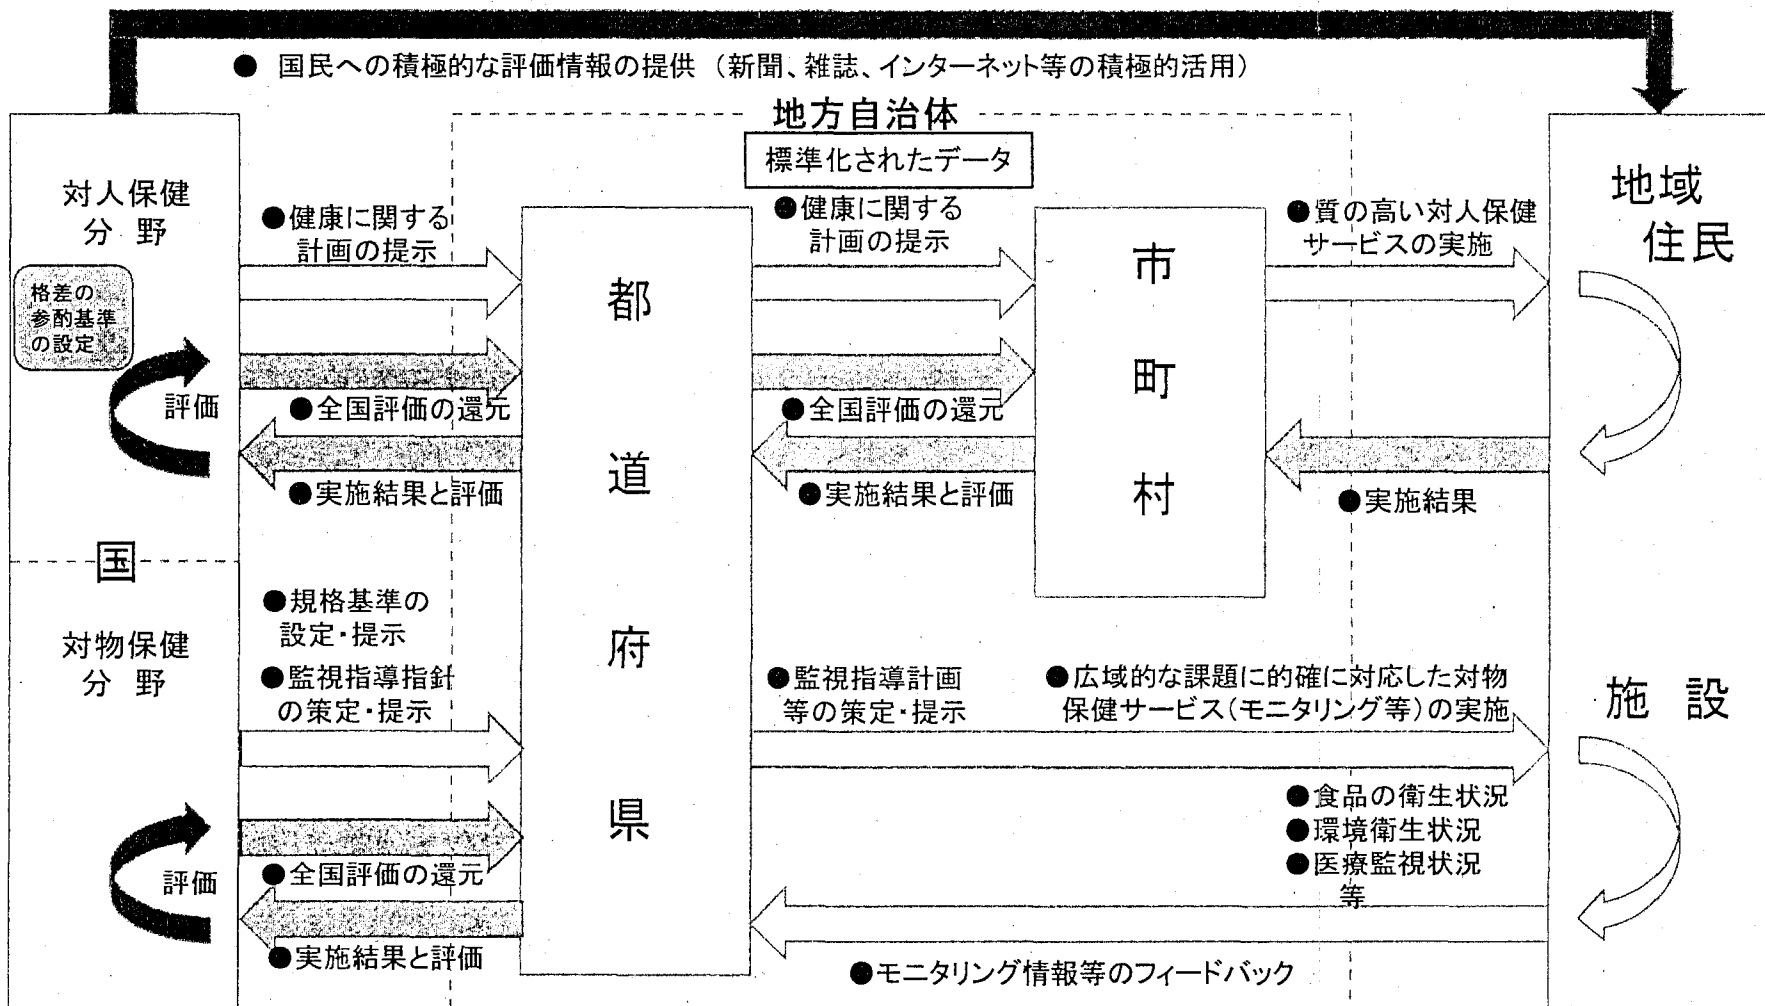 ● 国民への積極的な評価情報の提供 （新聞、雑誌、インターネット等の積極的活用）
地方自治体
標準化されたデータ
対人保健
分 野
格差の
参酌基準
の設定
評価
国
対物保健
分 野
評価
●健康に関する
計画の提示
●全国評価の還元
●実施結果と評価
●規格基準の
設定・提示
●監視指導指針
の策定・提示
●全国評価の還元
●実施結果と評価
都
道
府
県
●健康に関する
計画の提示
●全国評価の還元
●実施結果と評価
市
町
村
●質の高い対人保健
サービスの実施
●実施結果
●監視指導計画
等の策定・提示
●広域的な課題に的確に対応した対物
保健サービス（モニタリング等）の実施
●食品の衛生状況
●環境衛生状況
●医療監視状況
等
●モニタリング情報等のフィードバック
地域
住民
施 設